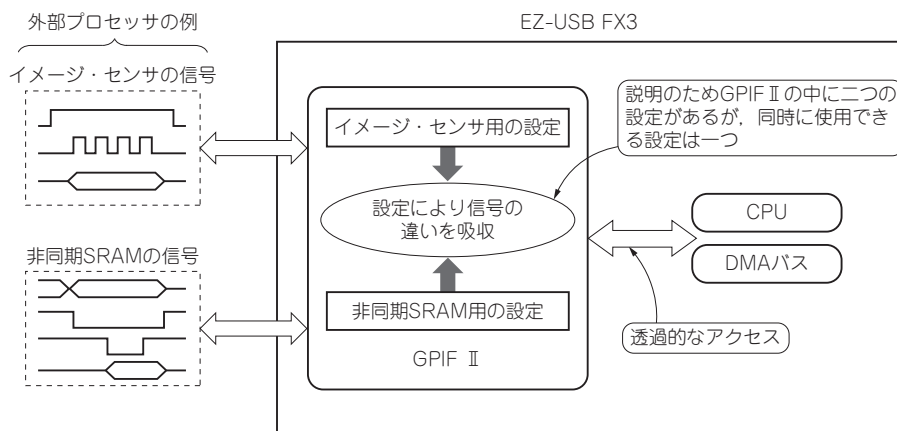 外部プロセッサの例
EZ-USB FX3
イメージ・センサの信号
イメージ・センサ用の設定
説明のためGPIFⅡの中に二つの
設定があるが，同時に使用でき
る設定は一つ
設定により信号の
違いを吸収
CPU
DMAバス
非同期SRAMの信号
非同期SRAM用の設定
透過的なアクセス
GPIF Ⅱ